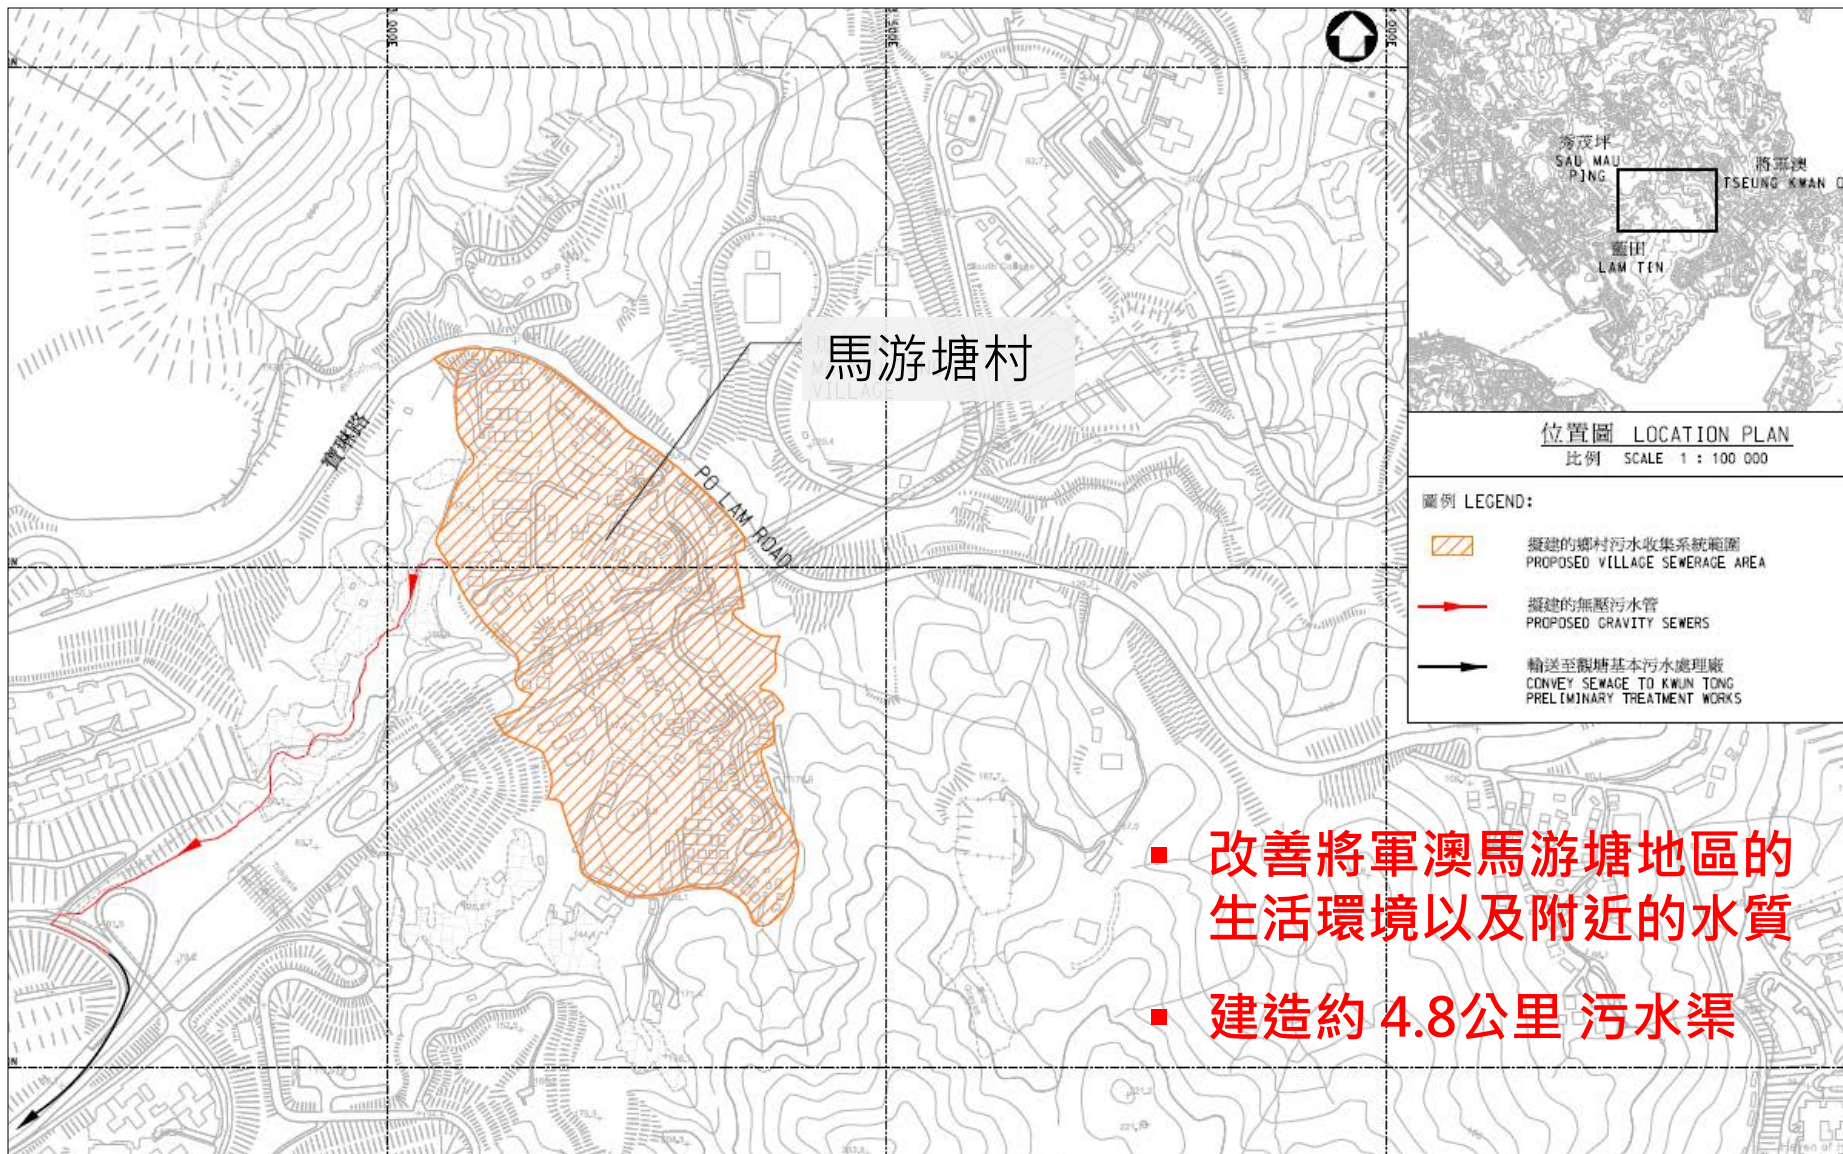 馬游塘村
VILLAGE
寶琳路
PO LAM ROAD
South College
秀茂坪
SAU MAU
PING
將軍澳
TSEUNG KWAN O
藍田
LAM TIN
位置圖 LOCATION PLAN
比例 SCALE 1 : 100 000
圖例 LEGEND:
擬建的鄉村污水收集系統範圍
PROPOSED VILLAGE SEWERAGE AREA
擬建的無壓污水管
PROPOSED GRAVITY SEWERS
輸送至觀塘基本污水處理廠
CONVEY SEWAGE TO KWUN TONG
PRELIMINARY TREATMENT WORKS
▪ 改善將軍澳馬游塘地區的
生活環境以及附近的水質
▪ 建造約 4.8公里 污水渠